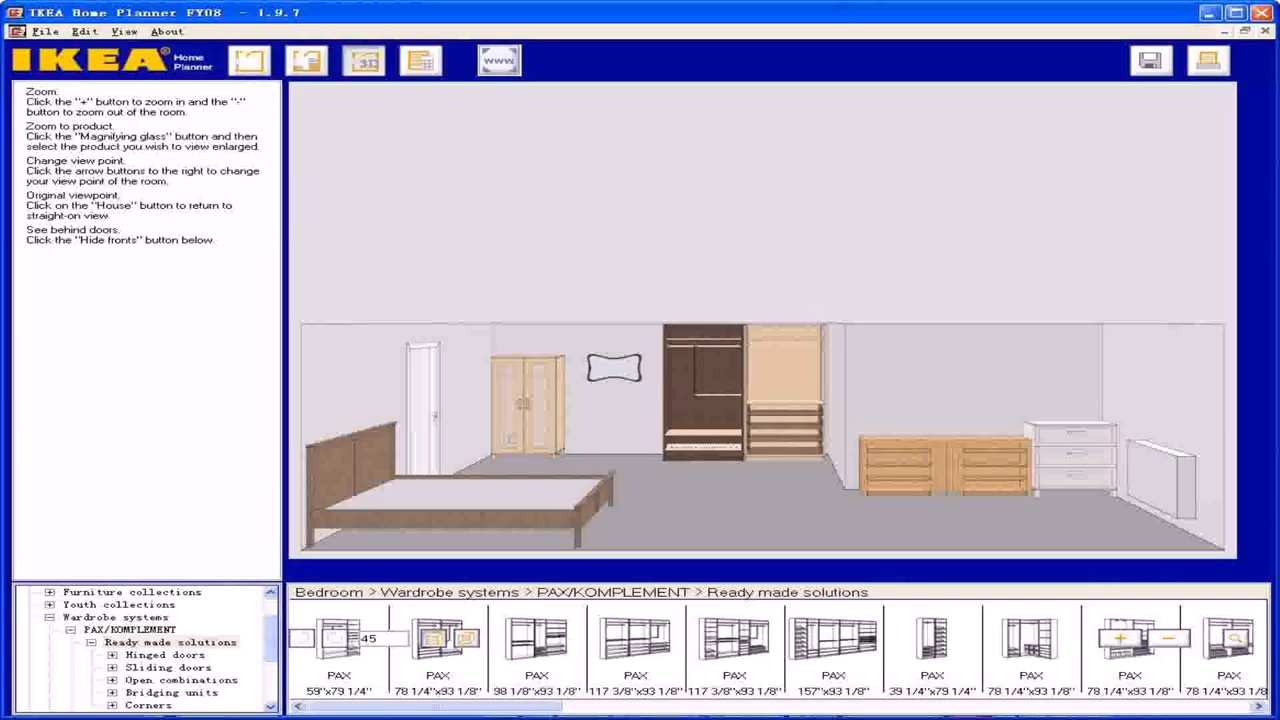 IKEA Home Planner FY08 - 1.9.7
File Edit View About
IKEA® Home Planner
3D
WWW
Zoom.
Click the "+" button to zoom in and the "-"
button to zoom out of the room.
Zoom to product.
Click the "Magnifying glass" button and then
select the product you wish to view enlarged.
Change view point.
Click the arrow buttons to the right to change
your view point of the room.
Original viewpoint.
Click on the "House" button to return to
straight-on view.
See behind doors.
Click the "Hide fronts" button below.
Furniture collections
Youth collections
Wardrobe systems
PAX/KOMPLEMENT
Ready made solutions
Hinged doors
Sliding doors
Open combinations
Bridging units
Corners
Bedroom > Wardrobe systems > PAX/KOMPLEMENT > Ready made solutions
45
PAX PAX PAX PAX PAX PAX PAX PAX PAX PAX
59"x79 1/4" 78 1/4"x93 1/8" 98 1/8"x93 1/8" 117 3/8"x93 1/8" 117 3/8"x93 1/8" 157"x93 1/8" 39 1/4"x79 1/4" 78 1/4"x93 1/8" 78 1/4"x93 1/8" 78 1/4"x93 1/8"